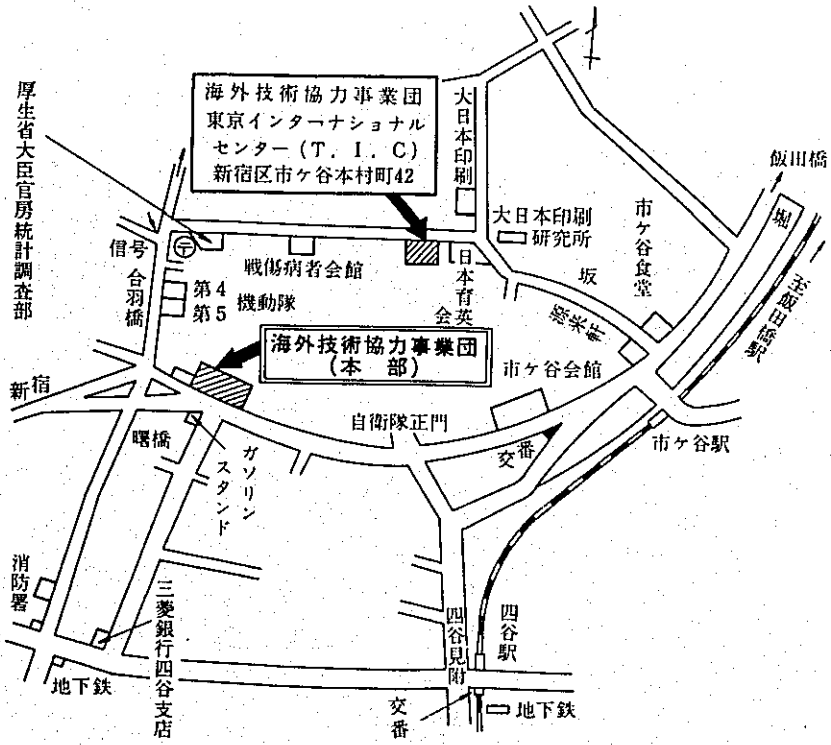 厚生省大臣官房統計調査部
海外技術協力事業団
東京インターナショナル
センター(T.I.C)
新宿区市ケ谷本村町42
大日本印刷
飯田橋
堀
至飯田橋駅
大日本印刷
研究所
市ケ谷食堂
坂
信号
〒
合羽橋
戦傷病者会館
日本育英会
第4
第5
機動隊
源来軒
海外技術協力事業団
(本部)
市ケ谷会館
新宿
自衛隊正門
市ケ谷駅
交番
曙橋
ガソリン
スタンド
消防署
三菱銀行四谷支店
四谷見附
四谷駅
地下鉄
交番
地下鉄